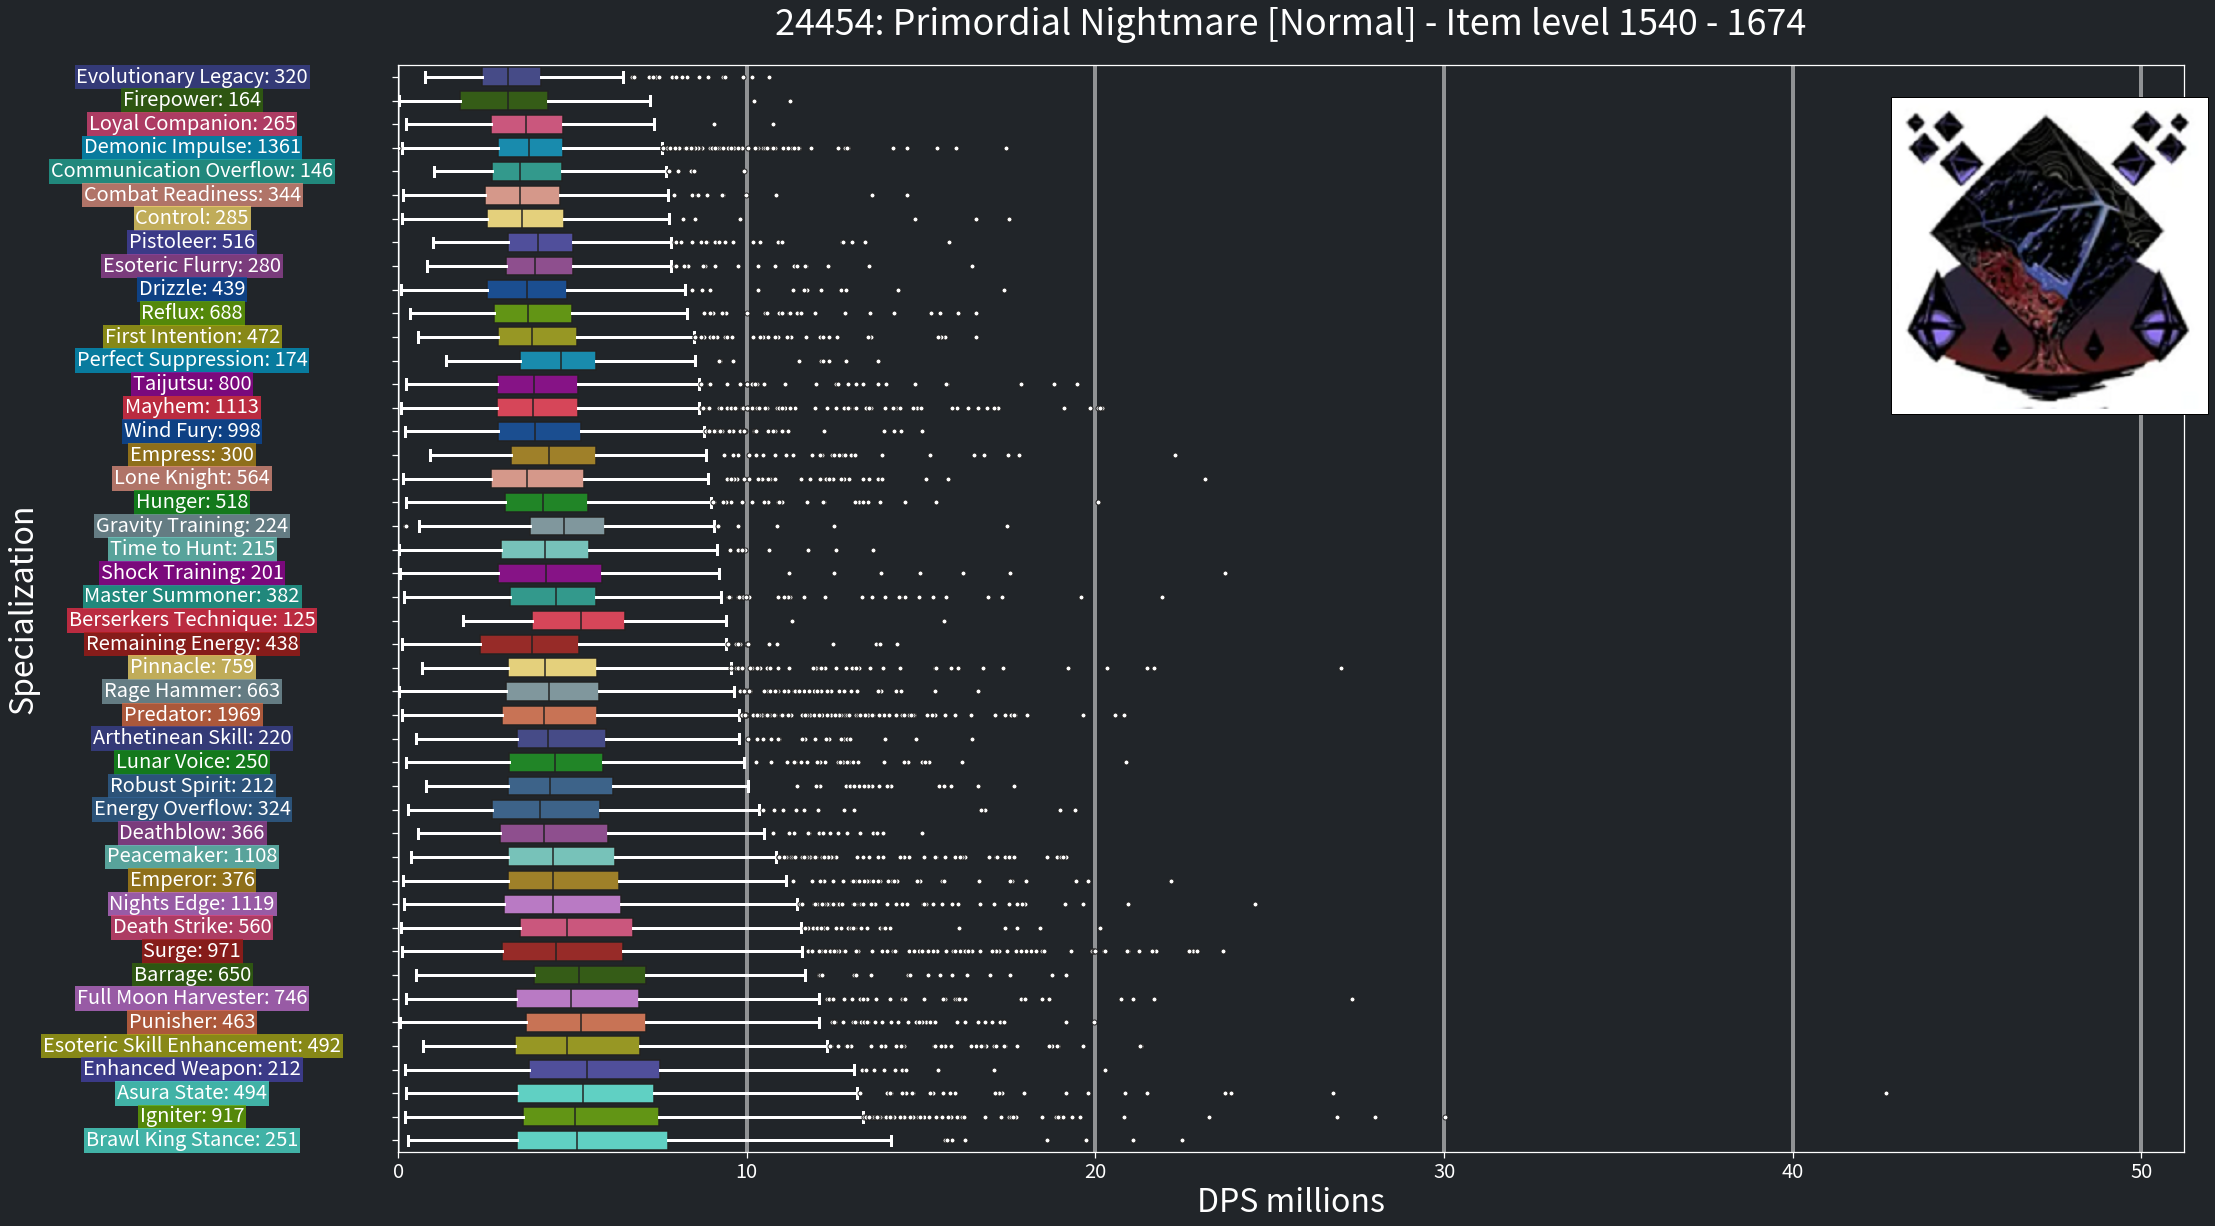 24454: Primordial Nightmare [Normal] - Item level 1540 - 1674
Specialization
Evolutionary Legacy: 320
Firepower: 164
Loyal Companion: 265
Demonic Impulse: 1361
Communication Overflow: 146
Combat Readiness: 344
Control: 285
Pistoleer: 516
Esoteric Flurry: 280
Drizzle: 439
Reflux: 688
First Intention: 472
Perfect Suppression: 174
Taijutsu: 800
Mayhem: 1113
Wind Fury: 998
Empress: 300
Lone Knight: 564
Hunger: 518
Gravity Training: 224
Time to Hunt: 215
Shock Training: 201
Master Summoner: 382
Berserkers Technique: 125
Remaining Energy: 438
Pinnacle: 759
Rage Hammer: 663
Predator: 1969
Arthetinean Skill: 220
Lunar Voice: 250
Robust Spirit: 212
Energy Overflow: 324
Deathblow: 366
Peacemaker: 1108
Emperor: 376
Nights Edge: 1119
Death Strike: 560
Surge: 971
Barrage: 650
Full Moon Harvester: 746
Punisher: 463
Esoteric Skill Enhancement: 492
Enhanced Weapon: 212
Asura State: 494
Igniter: 917
Brawl King Stance: 251
0 10 20 30 40 50
DPS millions